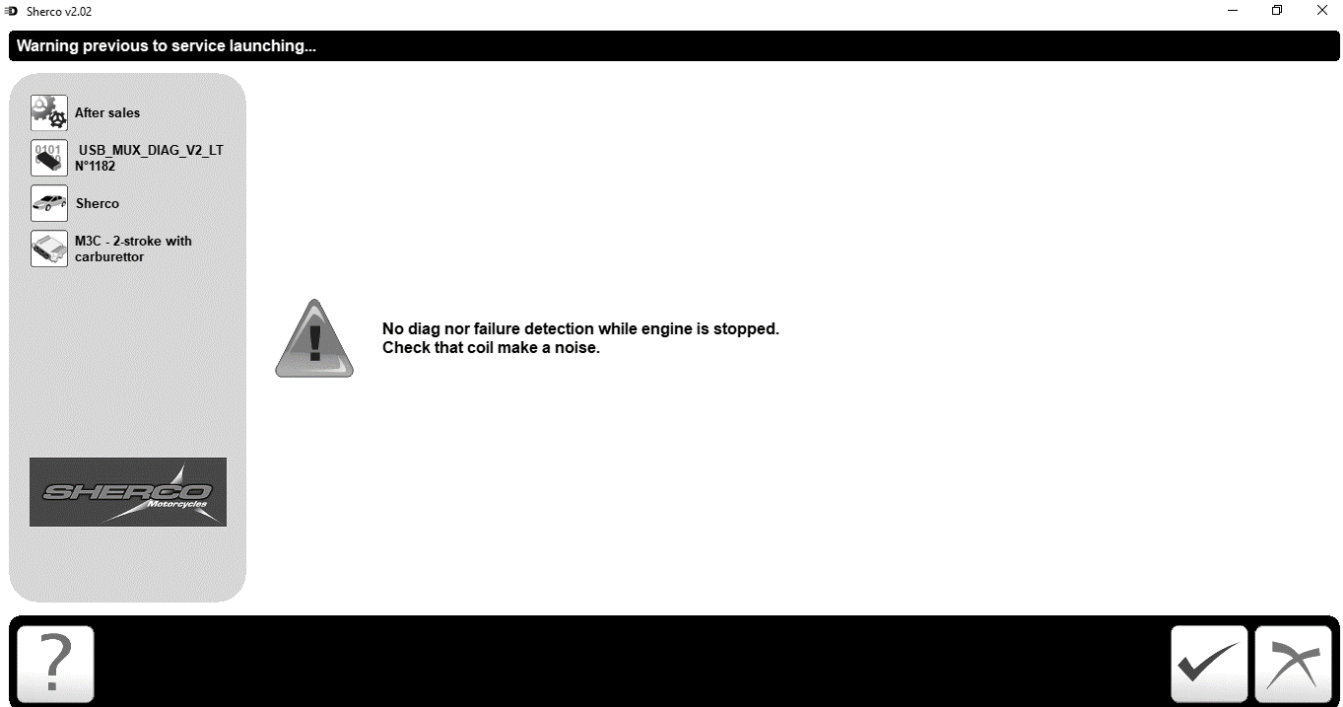 Sherco v2.02
Warning previous to service launching...
After sales
0101
USB_MUX_DIAG_V2_LT
N°1182
Sherco
M3C - 2-stroke with
carburettor
No diag nor failure detection while engine is stopped.
Check that coil make a noise.
SHERCO
Motorcycles
?